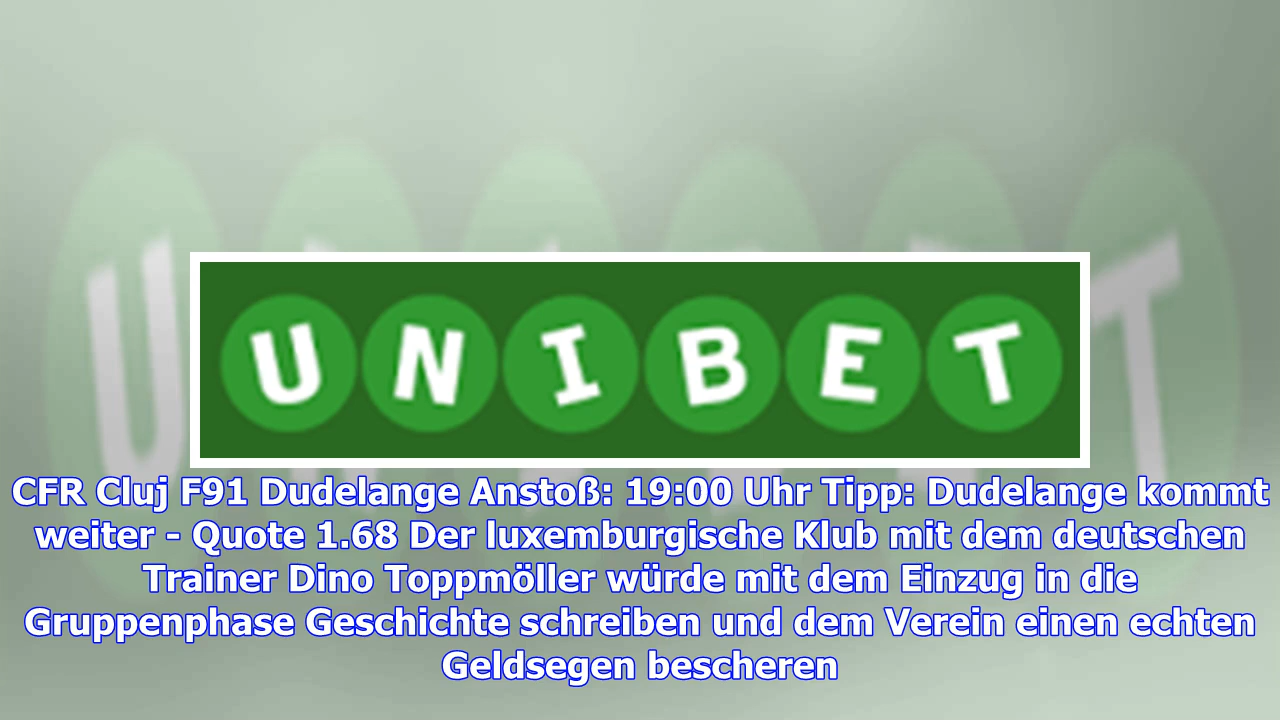 UNIBET
CFR Cluj F91 Dudelange Anstoß: 19:00 Uhr Tipp: Dudelange kommt
weiter - Quote 1.68 Der luxemburgische Klub mit dem deutschen
Trainer Dino Toppmöller würde mit dem Einzug in die
Gruppenphase Geschichte schreiben und dem Verein einen echten
Geldsegen bescheren